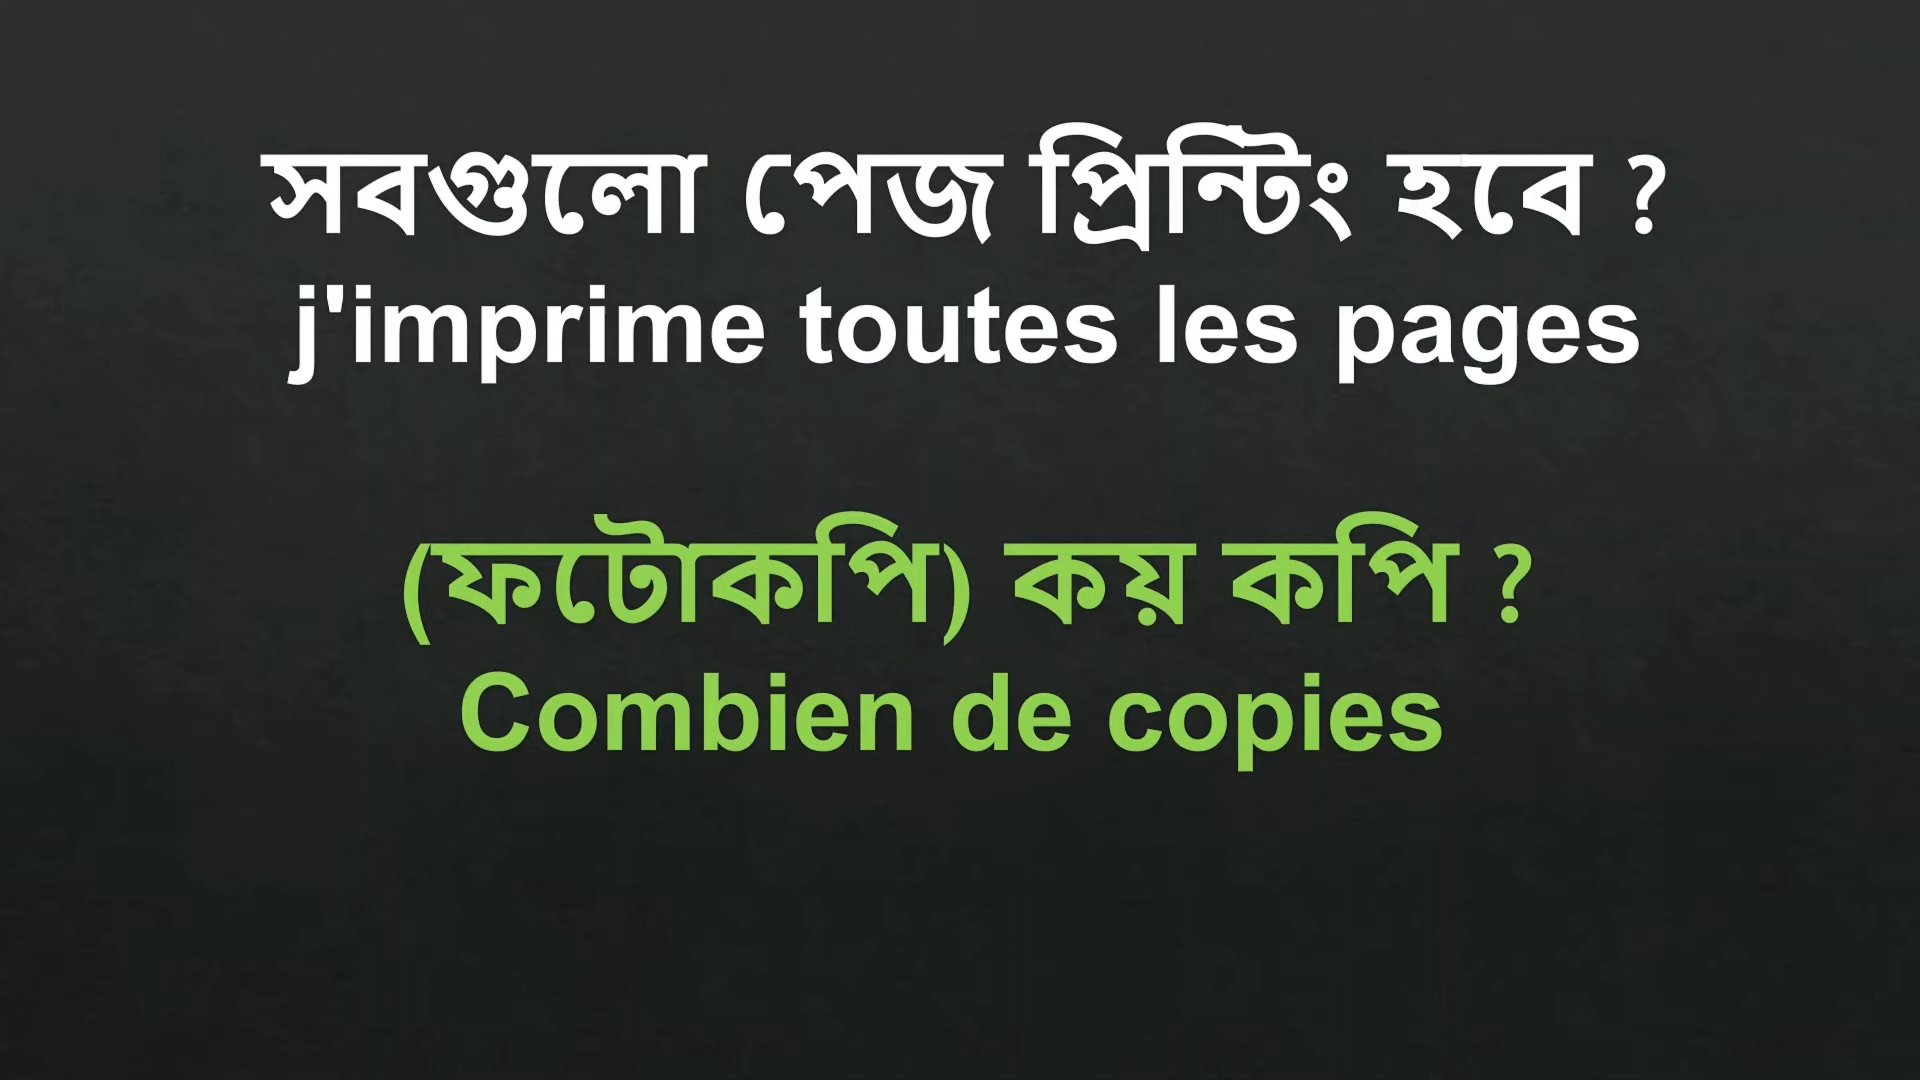 সবগুলো পেজ প্রিন্টিং হবে ?
j'imprime toutes les pages
(ফটোকপি) কয় কপি ?
Combien de copies